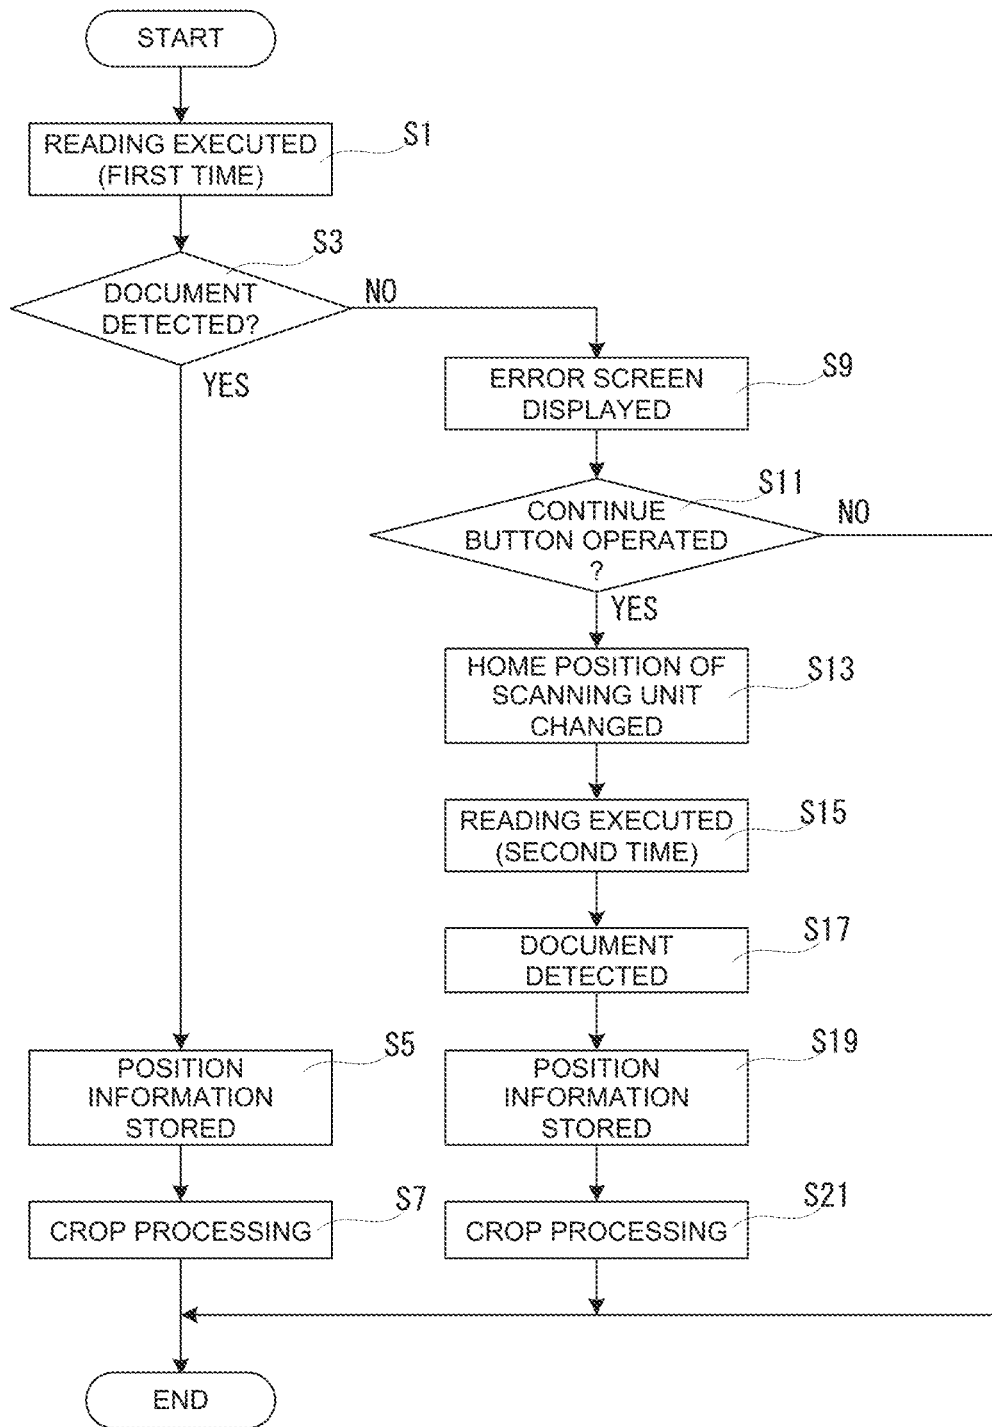 START
READING EXECUTED
(FIRST TIME)
S1
DOCUMENT
DETECTED?
S3
NO
YES
ERROR SCREEN
DISPLAYED
S9
CONTINUE
BUTTON OPERATED
?
S11
NO
YES
HOME POSITION OF
SCANNING UNIT
CHANGED
S13
READING EXECUTED
(SECOND TIME)
S15
DOCUMENT
DETECTED
S17
POSITION
INFORMATION
STORED
S5
POSITION
INFORMATION
STORED
S19
CROP PROCESSING
S7
CROP PROCESSING
S21
END